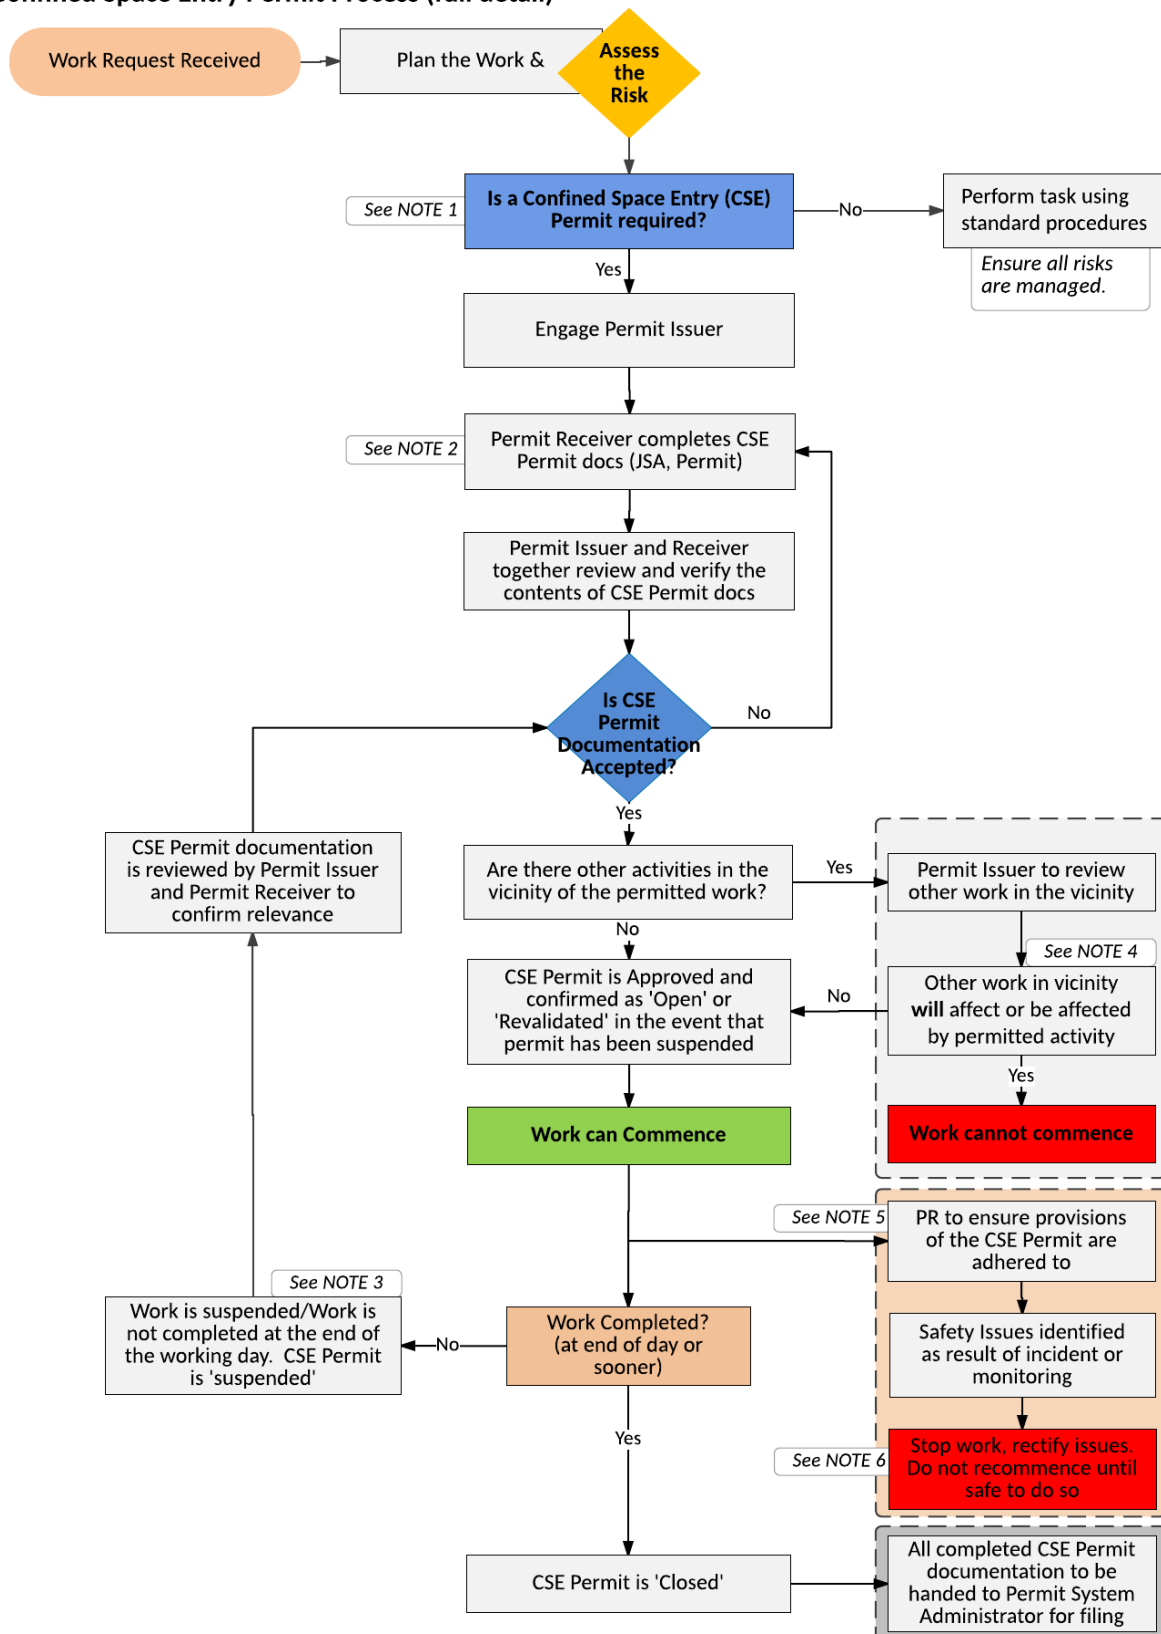 Confined Space Entry Permit Process (full detail)
Work Request Received
Plan the Work &
Assess
the
Risk
See NOTE 1
Is a Confined Space Entry (CSE)
Permit required?
No
Perform task using
standard procedures
Ensure all risks
are managed.
Yes
Engage Permit Issuer
See NOTE 2
Permit Receiver completes CSE
Permit docs (JSA, Permit)
Permit Issuer and Receiver
together review and verify the
contents of CSE Permit docs
Is CSE
Permit
Documentation
Accepted?
No
Yes
CSE Permit documentation
is reviewed by Permit Issuer
and Permit Receiver to
confirm relevance
Are there other activities in the
vicinity of the permitted work?
Yes
Permit Issuer to review
other work in the vicinity
No
See NOTE 4
CSE Permit is Approved and
confirmed as 'Open' or
'Revalidated' in the event that
permit has been suspended
No
Other work in vicinity
will affect or be affected
by permitted activity
Yes
Work can Commence
Work cannot commence
See NOTE 5
PR to ensure provisions
of the CSE Permit are
adhered to
See NOTE 3
Work is suspended/Work is
not completed at the end of
the working day. CSE Permit
is 'suspended'
No
Work Completed?
(at end of day or
sooner)
Safety Issues identified
as result of incident or
monitoring
Yes
See NOTE 6
Stop work, rectify issues.
Do not recommence until
safe to do so
CSE Permit is 'Closed'
All completed CSE Permit
documentation to be
handed to Permit System
Administrator for filing